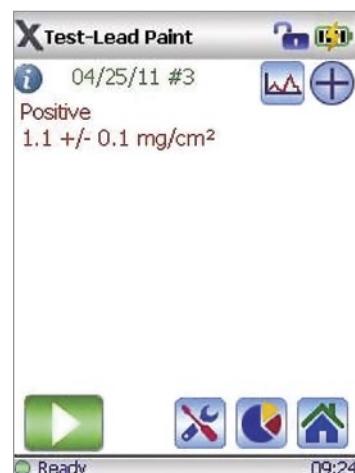 X Test-Lead Paint
04/25/11 #3
Positive
1.1 +/- 0.1 mg/cm²
Ready 09:24